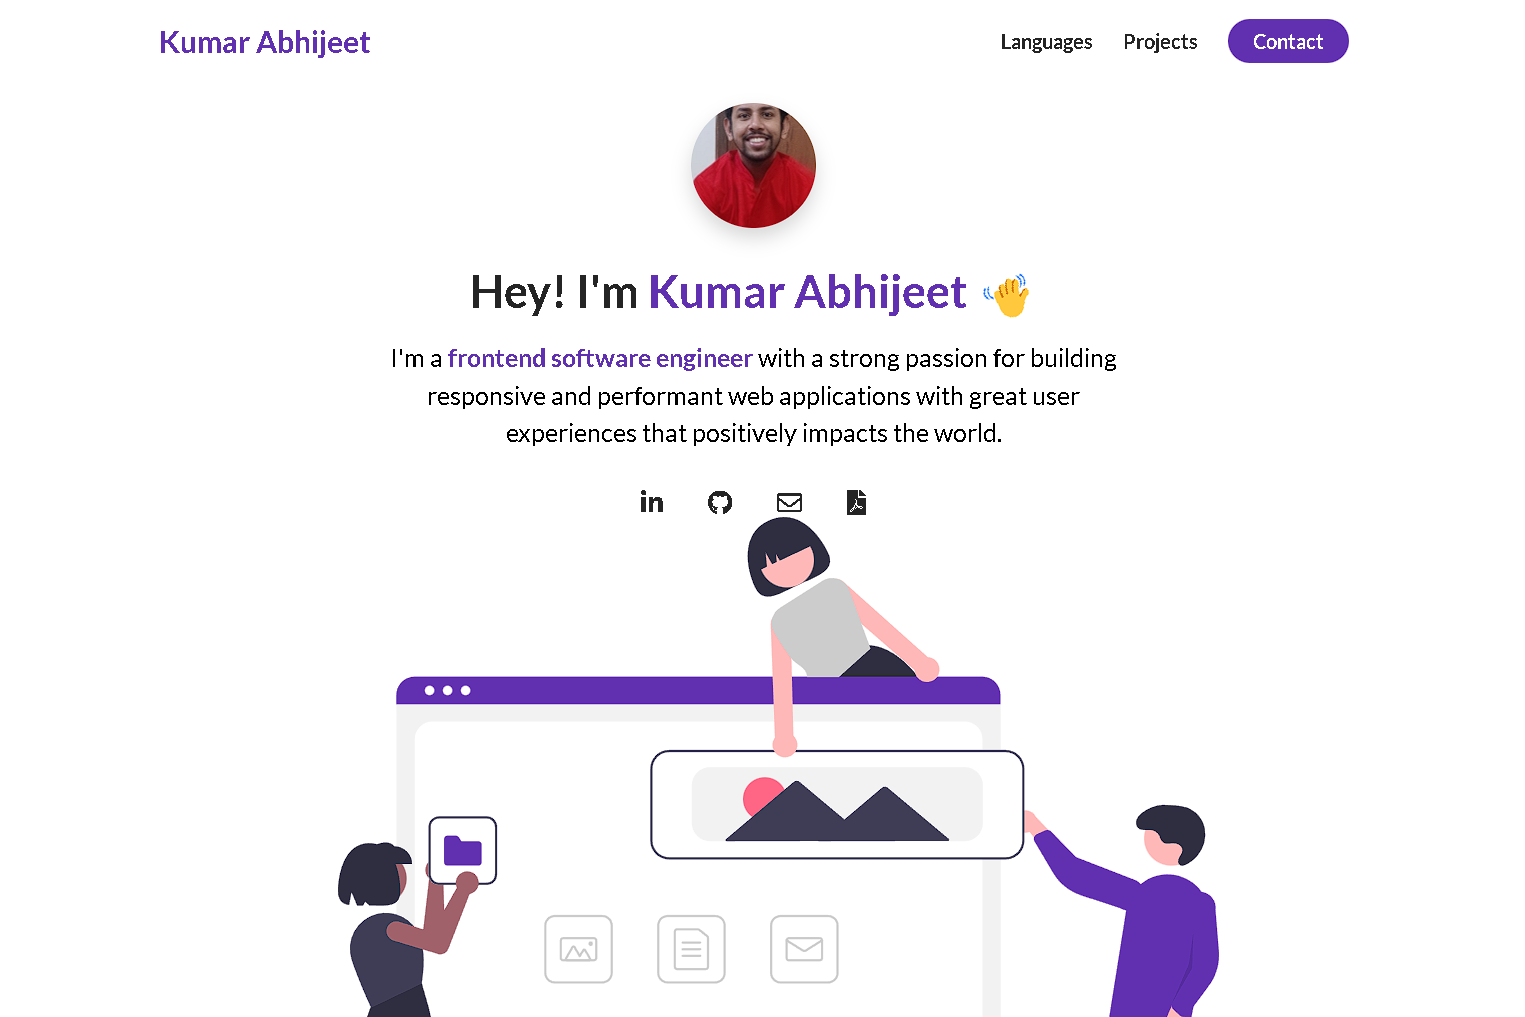 Kumar Abhijeet
Languages Projects Contact
Hey! I'm Kumar Abhijeet
I'm a frontend software engineer with a strong passion for building
responsive and performant web applications with great user
experiences that positively impacts the world.